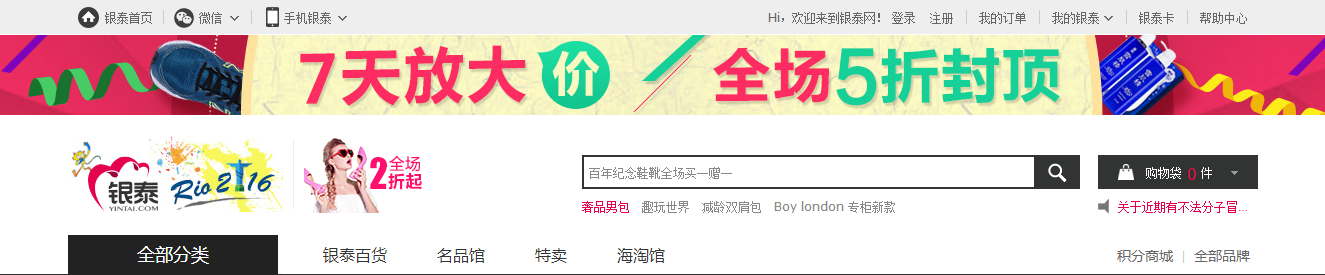 银泰首页 微信 手机银泰 Hi，欢迎来到银泰网！ 登录 注册 我的订单 我的银泰 银泰卡 帮助中心
7天放大价 全场5折封顶
银泰
YINTAI.COM
Rio 2016
全场
2折起
百年纪念鞋靴全场买一赠一
购物袋 0 件
奢品男包 趣玩世界 减龄双肩包 Boy london 专柜新款
关于近期有不法分子冒...
全部分类 银泰百货 名品馆 特卖 海淘馆 积分商城 全部品牌